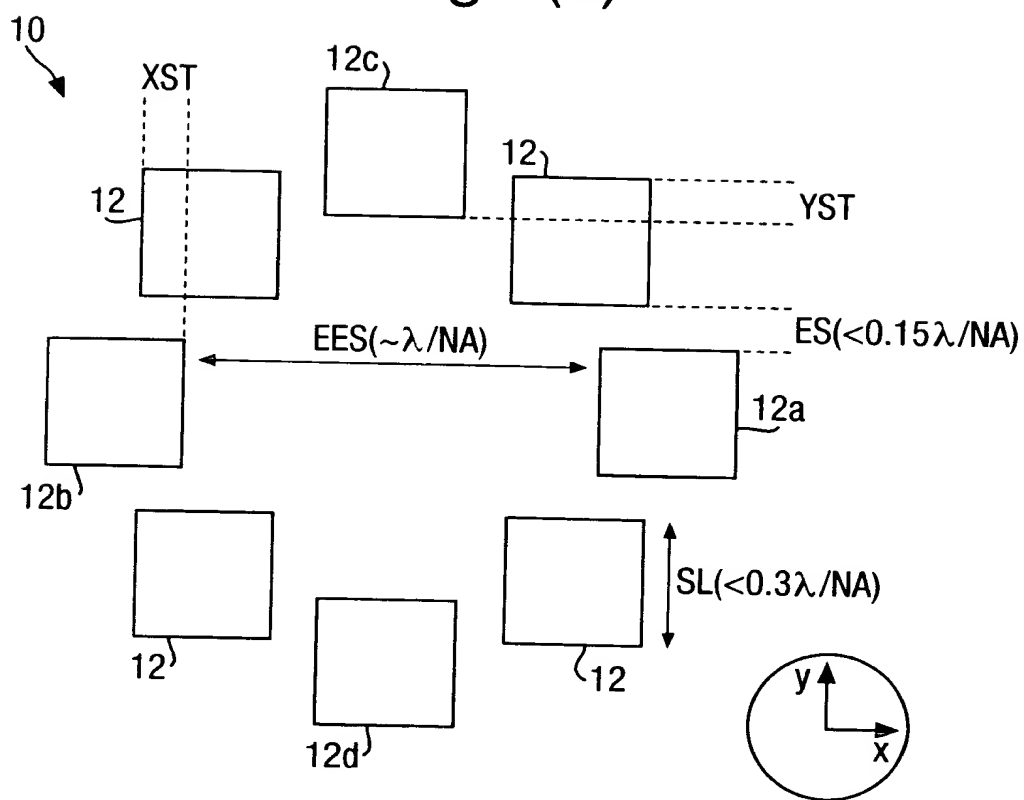 10
XST
12c
12
12
YST
EES(~λ/NA)
ES(<0.15λ/NA)
12a
12b
SL(<0.3λ/NA)
12
12
12d
y
x